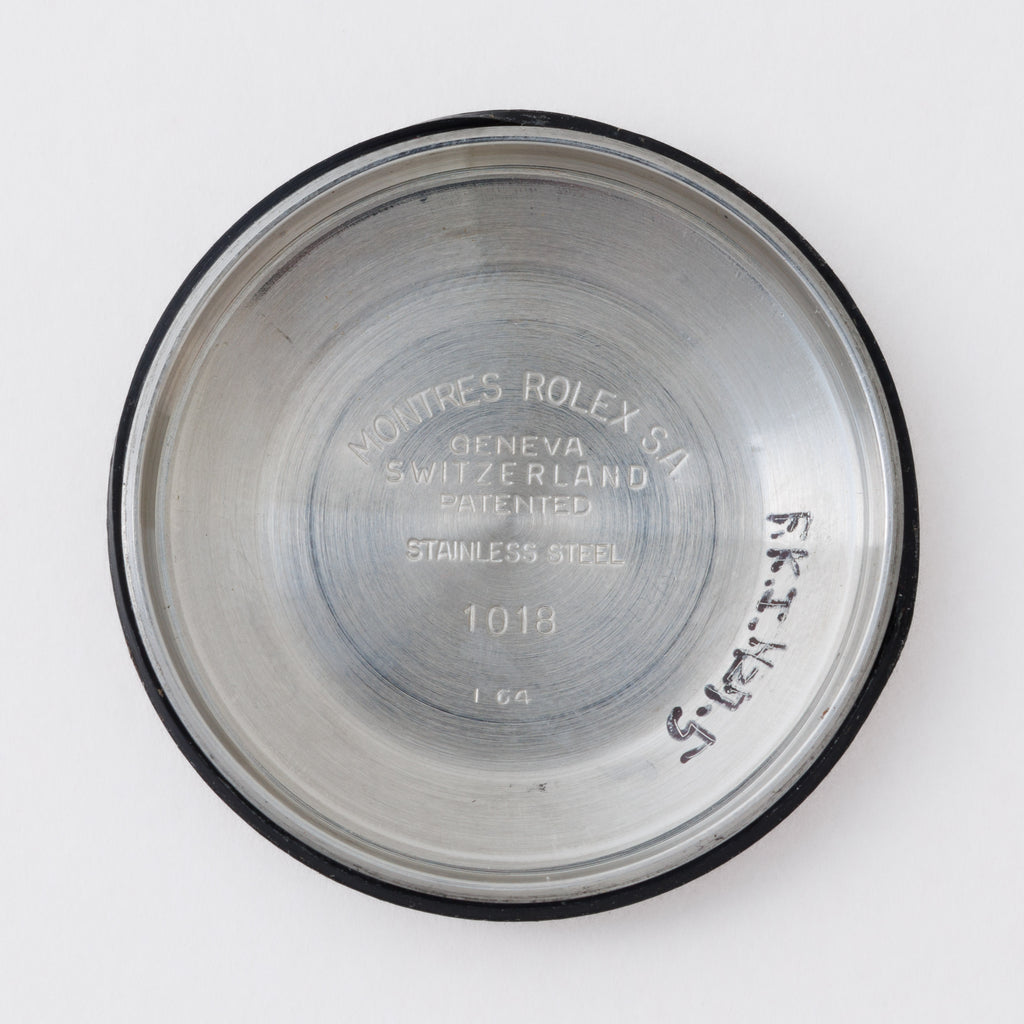 MONTRES ROLEX S.A
GENEVA
SWITZERLAND
PATENTED
STAINLESS STEEL
1018
I 64